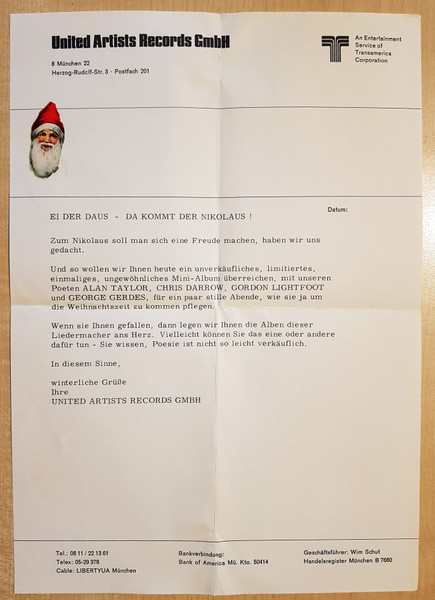 United Artists Records GmbH
8 München 22
Herzog-Rudolf-Str. 3 · Postfach 201
An Entertainment
Service of
Transamerica
Corporation
Datum:
EI DER DAUS - DA KOMMT DER NIKOLAUS !
Zum Nikolaus soll man sich eine Freude machen, haben wir uns
gedacht.
Und so wollen wir Ihnen heute ein unverkäufliches, limitiertes,
einmaliges, ungewöhnliches Mini-Album überreichen, mit unseren
Poeten ALAN TAYLOR, CHRIS DARROW, GORDON LIGHTFOOT
und GEORGE GERDES, für ein paar stille Abende, wie sie ja um
die Weihnachtszeit zu kommen pflegen.
Wenn sie Ihnen gefallen, dann legen wir Ihnen die Alben dieser
Liedermacher ans Herz. Vielleicht können Sie das eine oder andere
dafür tun - Sie wissen, Poesie ist nicht so leicht verkäuflich.
In diesem Sinne,
winterliche Grüße
Ihre
UNITED ARTISTS RECORDS GMBH
Tel.: 08 11 / 22 13 61
Telex: 05-29 378
Cable: LIBERTYUA München
Bankverbindung:
Bank of America Mü. Kto. 50414
Geschäftsführer: Wim Schut
Handelsregister München B 7660